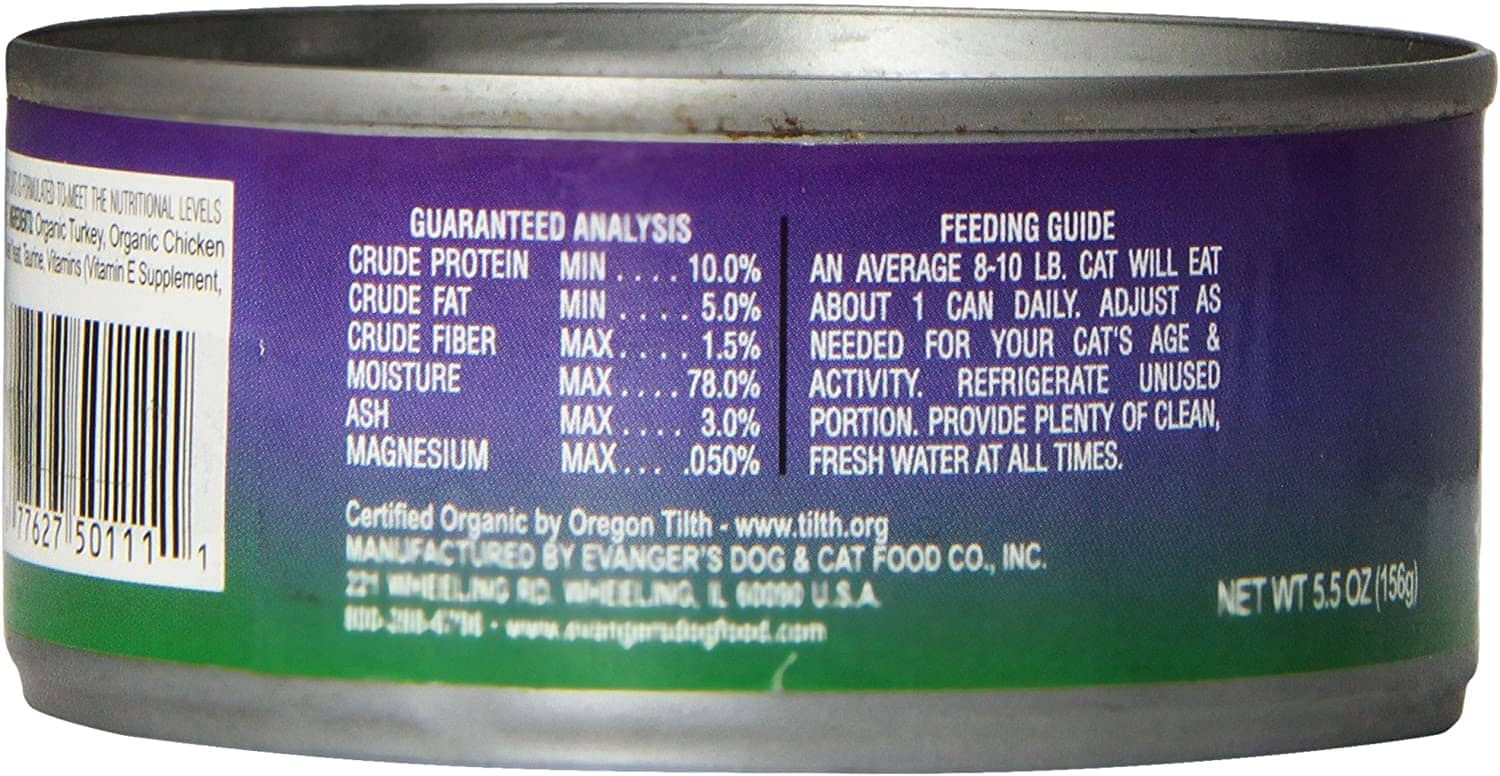 FORMULATED TO MEET THE NUTRITIONAL LEVELS
Organic Turkey, Organic Chicken
Taurine, Vitamins (Vitamin E Supplement,
77627 50111 1
GUARANTEED ANALYSIS
CRUDE PROTEIN MIN .... 10.0%
CRUDE FAT MIN ..... 5.0%
CRUDE FIBER MAX .... 1.5%
MOISTURE MAX ....78.0%
ASH MAX .... 3.0%
MAGNESIUM MAX... .050%
FEEDING GUIDE
AN AVERAGE 8-10 LB. CAT WILL EAT
ABOUT 1 CAN DAILY. ADJUST AS
NEEDED FOR YOUR CAT'S AGE &
ACTIVITY. REFRIGERATE UNUSED
PORTION. PROVIDE PLENTY OF CLEAN,
FRESH WATER AT ALL TIMES.
Certified Organic by Oregon Tilth - www.tilth.org
MANUFACTURED BY EVANGER'S DOG & CAT FOOD CO., INC.
221 WHEELING RD. WHEELING, IL 60090 U.S.A.
www.evangersdogfood.com
NET WT 5.5 OZ (156g)